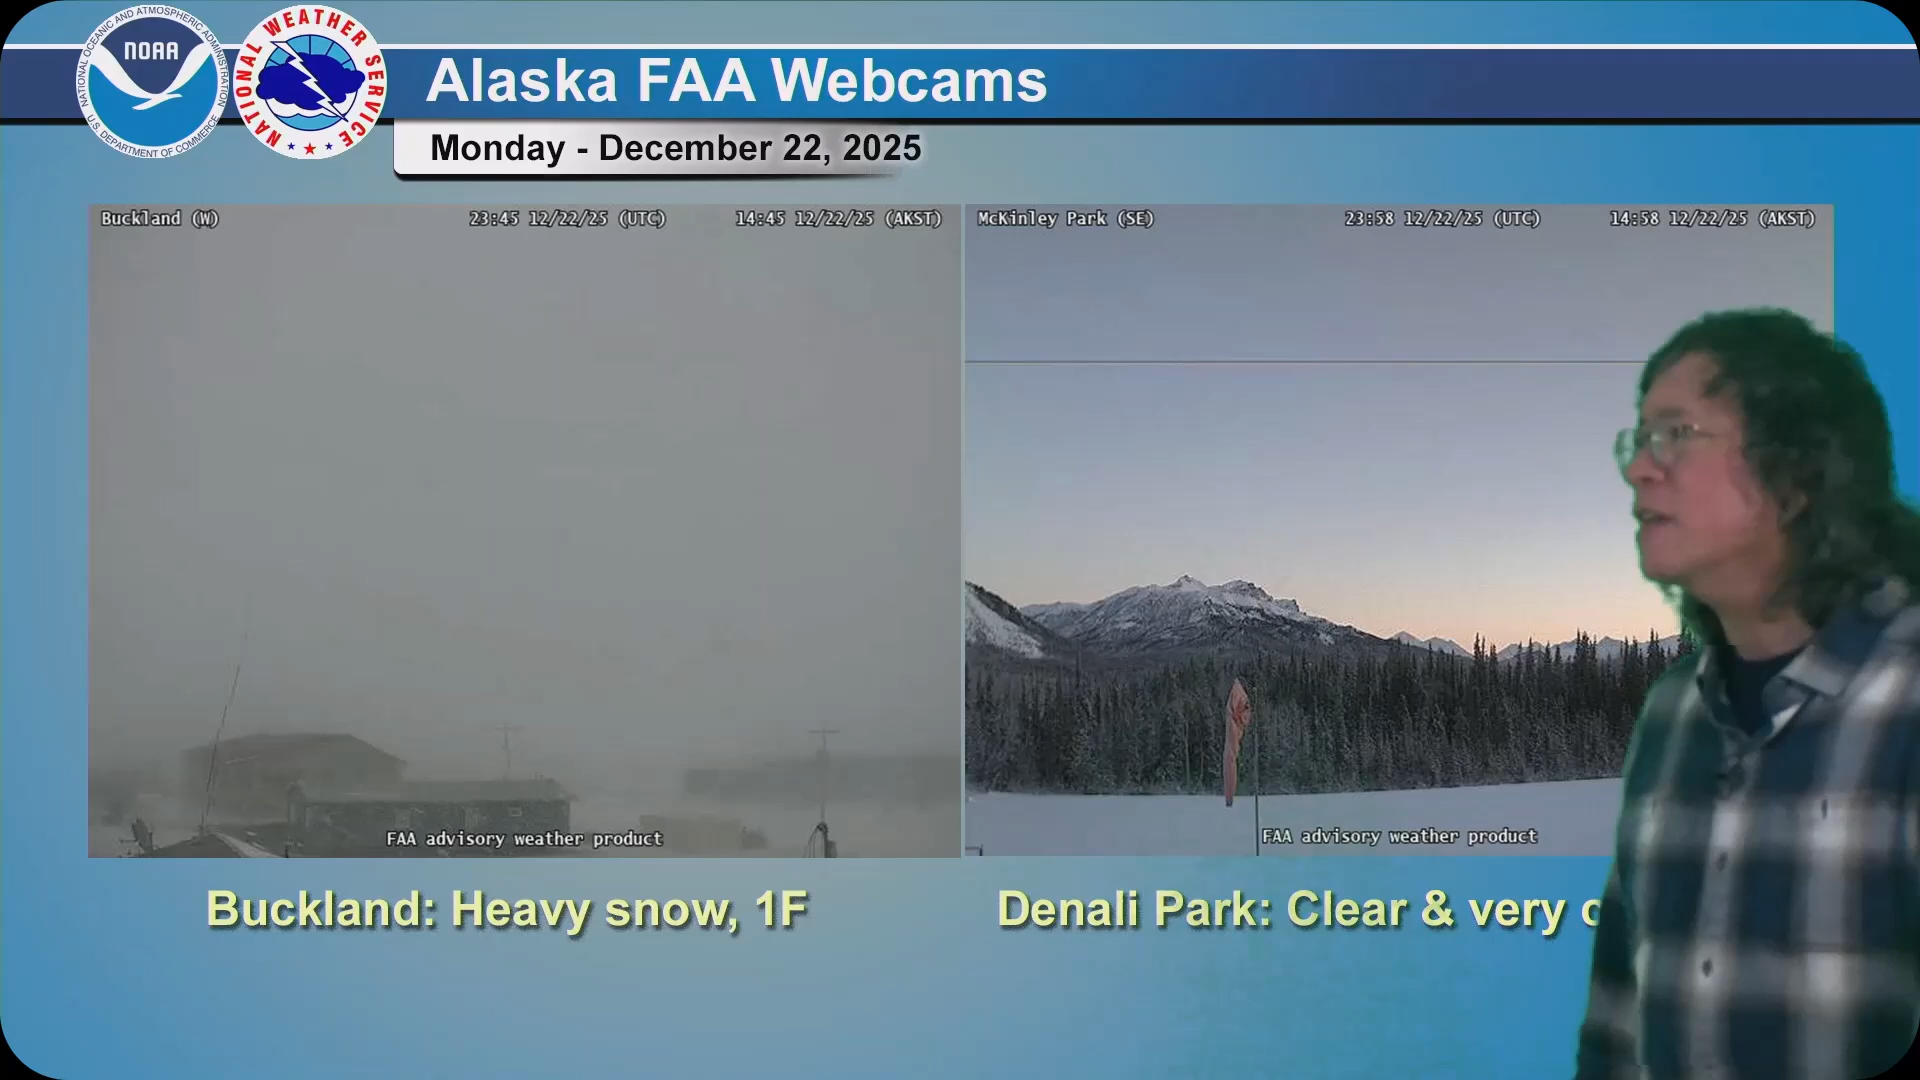 NATIONAL OCEANIC AND ATMOSPHERIC ADMINISTRATION
NOAA
U.S. DEPARTMENT OF COMMERCE
NATIONAL WEATHER SERVICE
Alaska FAA Webcams
Monday - December 22, 2025
Buckland (W) 23:45 12/22/25 (UTC) 14:45 12/22/25 (AKST)
McKinley Park (SE) 23:58 12/22/25 (UTC) 14:58 12/22/25 (AKST)
FAA advisory weather product
FAA advisory weather product
Buckland: Heavy snow, 1F
Denali Park: Clear & very